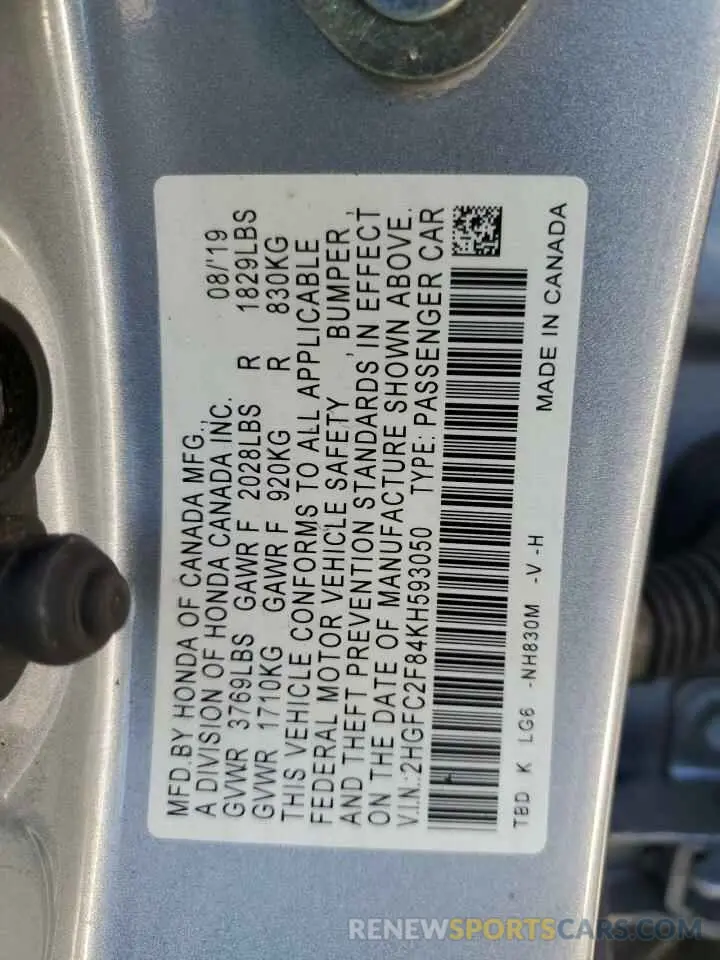 MFD.BY HONDA OF CANADA MFG., 08/'19
A DIVISION OF HONDA CANADA INC.
GVWR 3769LBS GAWR F 2028LBS R 1829LBS
GVWR 1710KG GAWR F 920KG R 830KG
THIS VEHICLE CONFORMS TO ALL APPLICABLE
FEDERAL MOTOR VEHICLE SAFETY, BUMPER,
AND THEFT PREVENTION STANDARDS IN EFFECT
ON THE DATE OF MANUFACTURE SHOWN ABOVE.
V.I.N.:2HGFC2F84KH593050 TYPE: PASSENGER CAR
TBD K LG6 -NH830M -V -H MADE IN CANADA
RENEWSPORTSCARS.COM